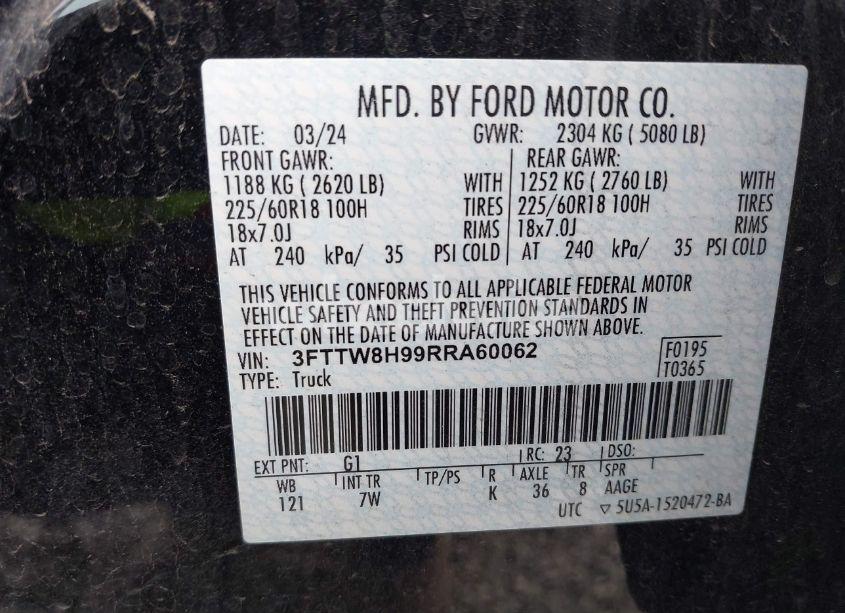 MFD. BY FORD MOTOR CO.
DATE: 03/24 GVWR: 2304 KG ( 5080 LB)
FRONT GAWR: REAR GAWR:
1188 KG ( 2620 LB) WITH 1252 KG ( 2760 LB) WITH
225/60R18 100H TIRES 225/60R18 100H TIRES
18x7.0J RIMS 18x7.0J RIMS
AT 240 kPa/ 35 PSI COLD AT 240 kPa/ 35 PSI COLD
THIS VEHICLE CONFORMS TO ALL APPLICABLE FEDERAL MOTOR
VEHICLE SAFETY AND THEFT PREVENTION STANDARDS IN
EFFECT ON THE DATE OF MANUFACTURE SHOWN ABOVE.
VIN: 3FTTW8H99RRA60062 F0195
TYPE: Truck T0365
EXT PNT: G1 RC: 23 DSO:
WB INT TR TP/PS R AXLE TR SPR
121 7W K 36 8 AAGE
UTC ▽ 5U5A-1520472-BA